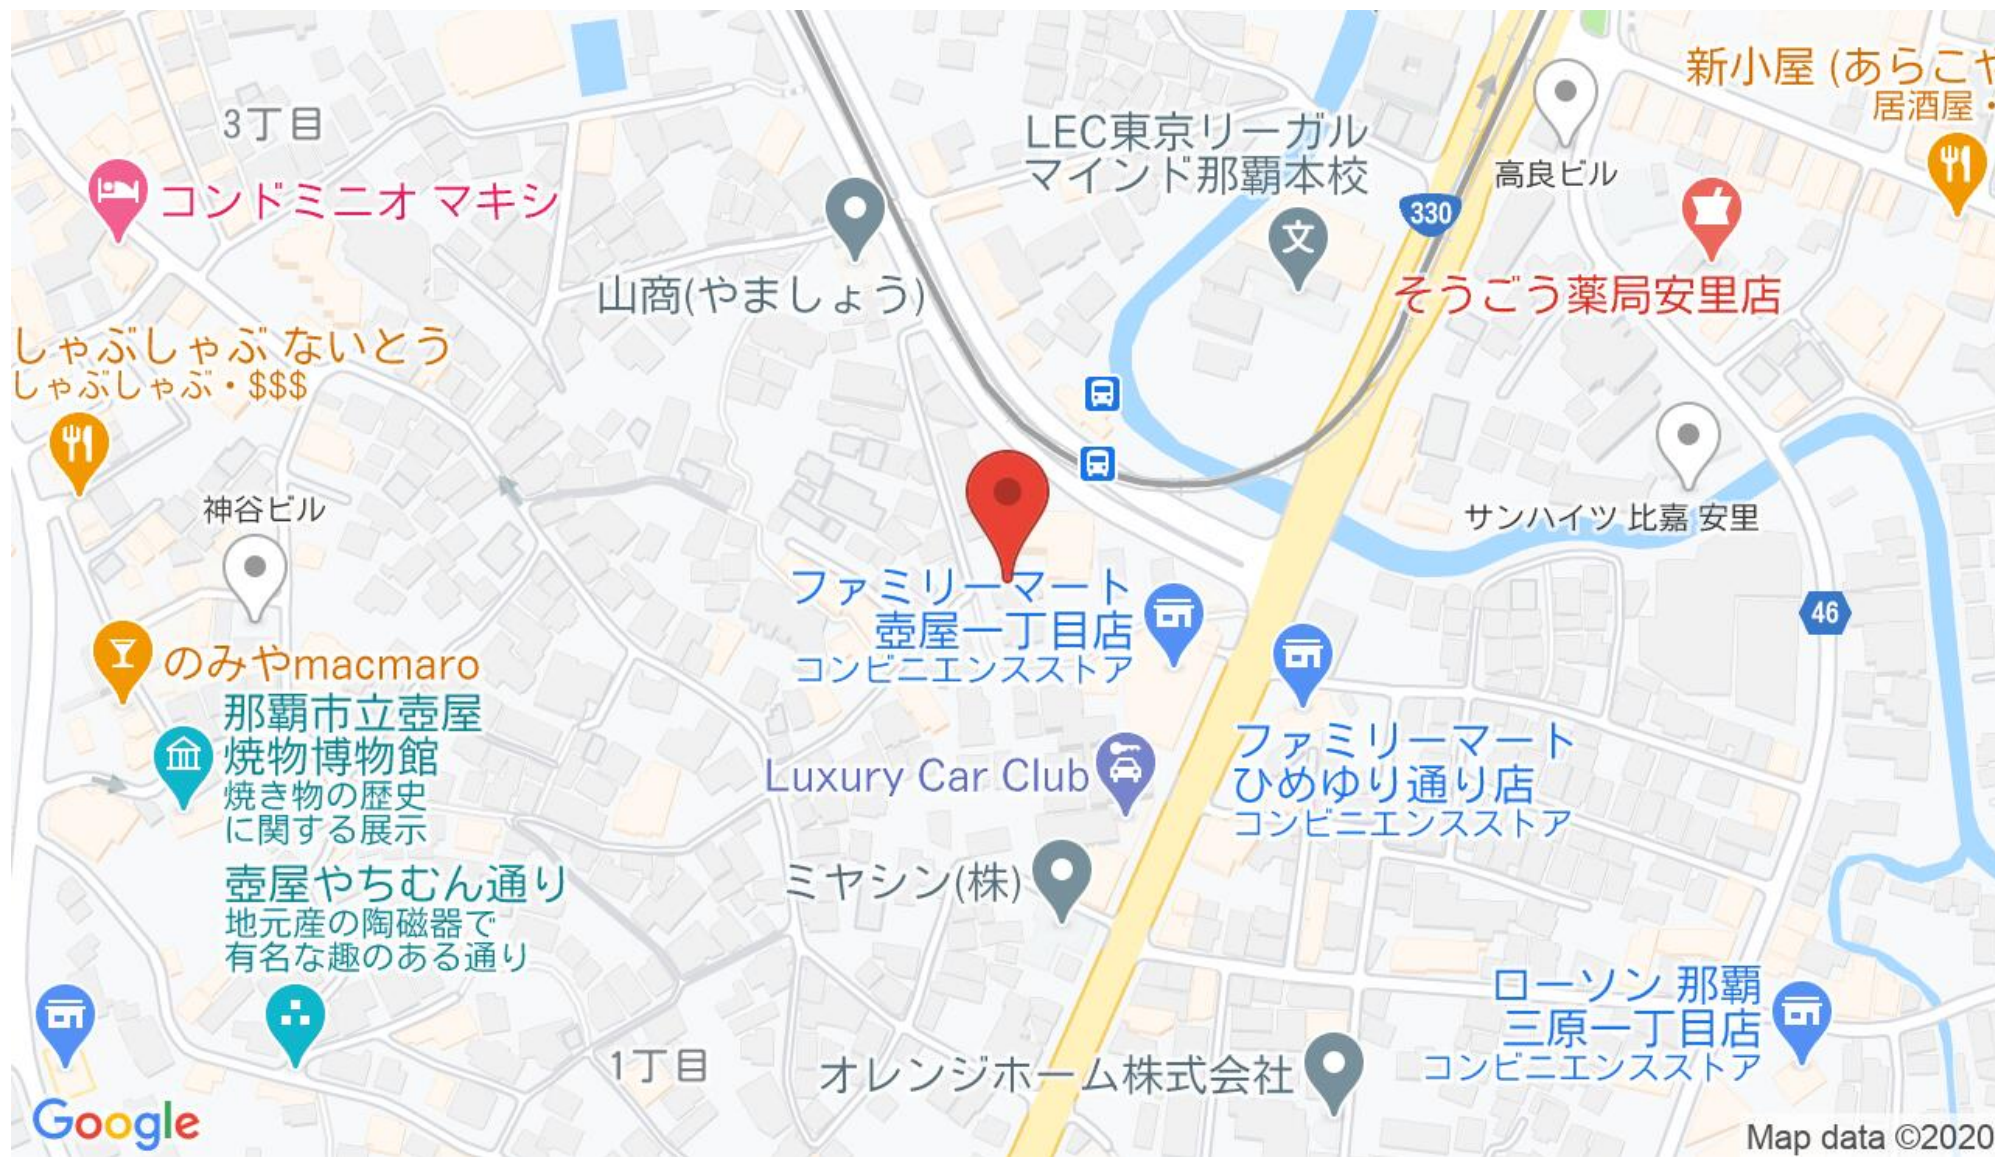 新小屋 (あらこや
居酒屋・
3丁目
LEC東京リーガル
マインド那覇本校
高良ビル
コンドミニオ マキシ
330
山商(やましょう)
そうごう薬局安里店
しゃぶしゃぶ ないとう
しゃぶしゃぶ・$$$
文
神谷ビル
サンハイツ 比嘉 安里
ファミリーマート
壺屋一丁目店
コンビニエンスストア
46
のみやmacmaro
那覇市立壺屋
焼物博物館
焼き物の歴史
に関する展示
ファミリーマート
ひめゆり通り店
コンビニエンスストア
Luxury Car Club
ミヤシン(株)
壺屋やちむん通り
地元産の陶磁器で
有名な趣のある通り
ローソン 那覇
三原一丁目店
コンビニエンスストア
1丁目
オレンジホーム株式会社
Google
Map data ©2020